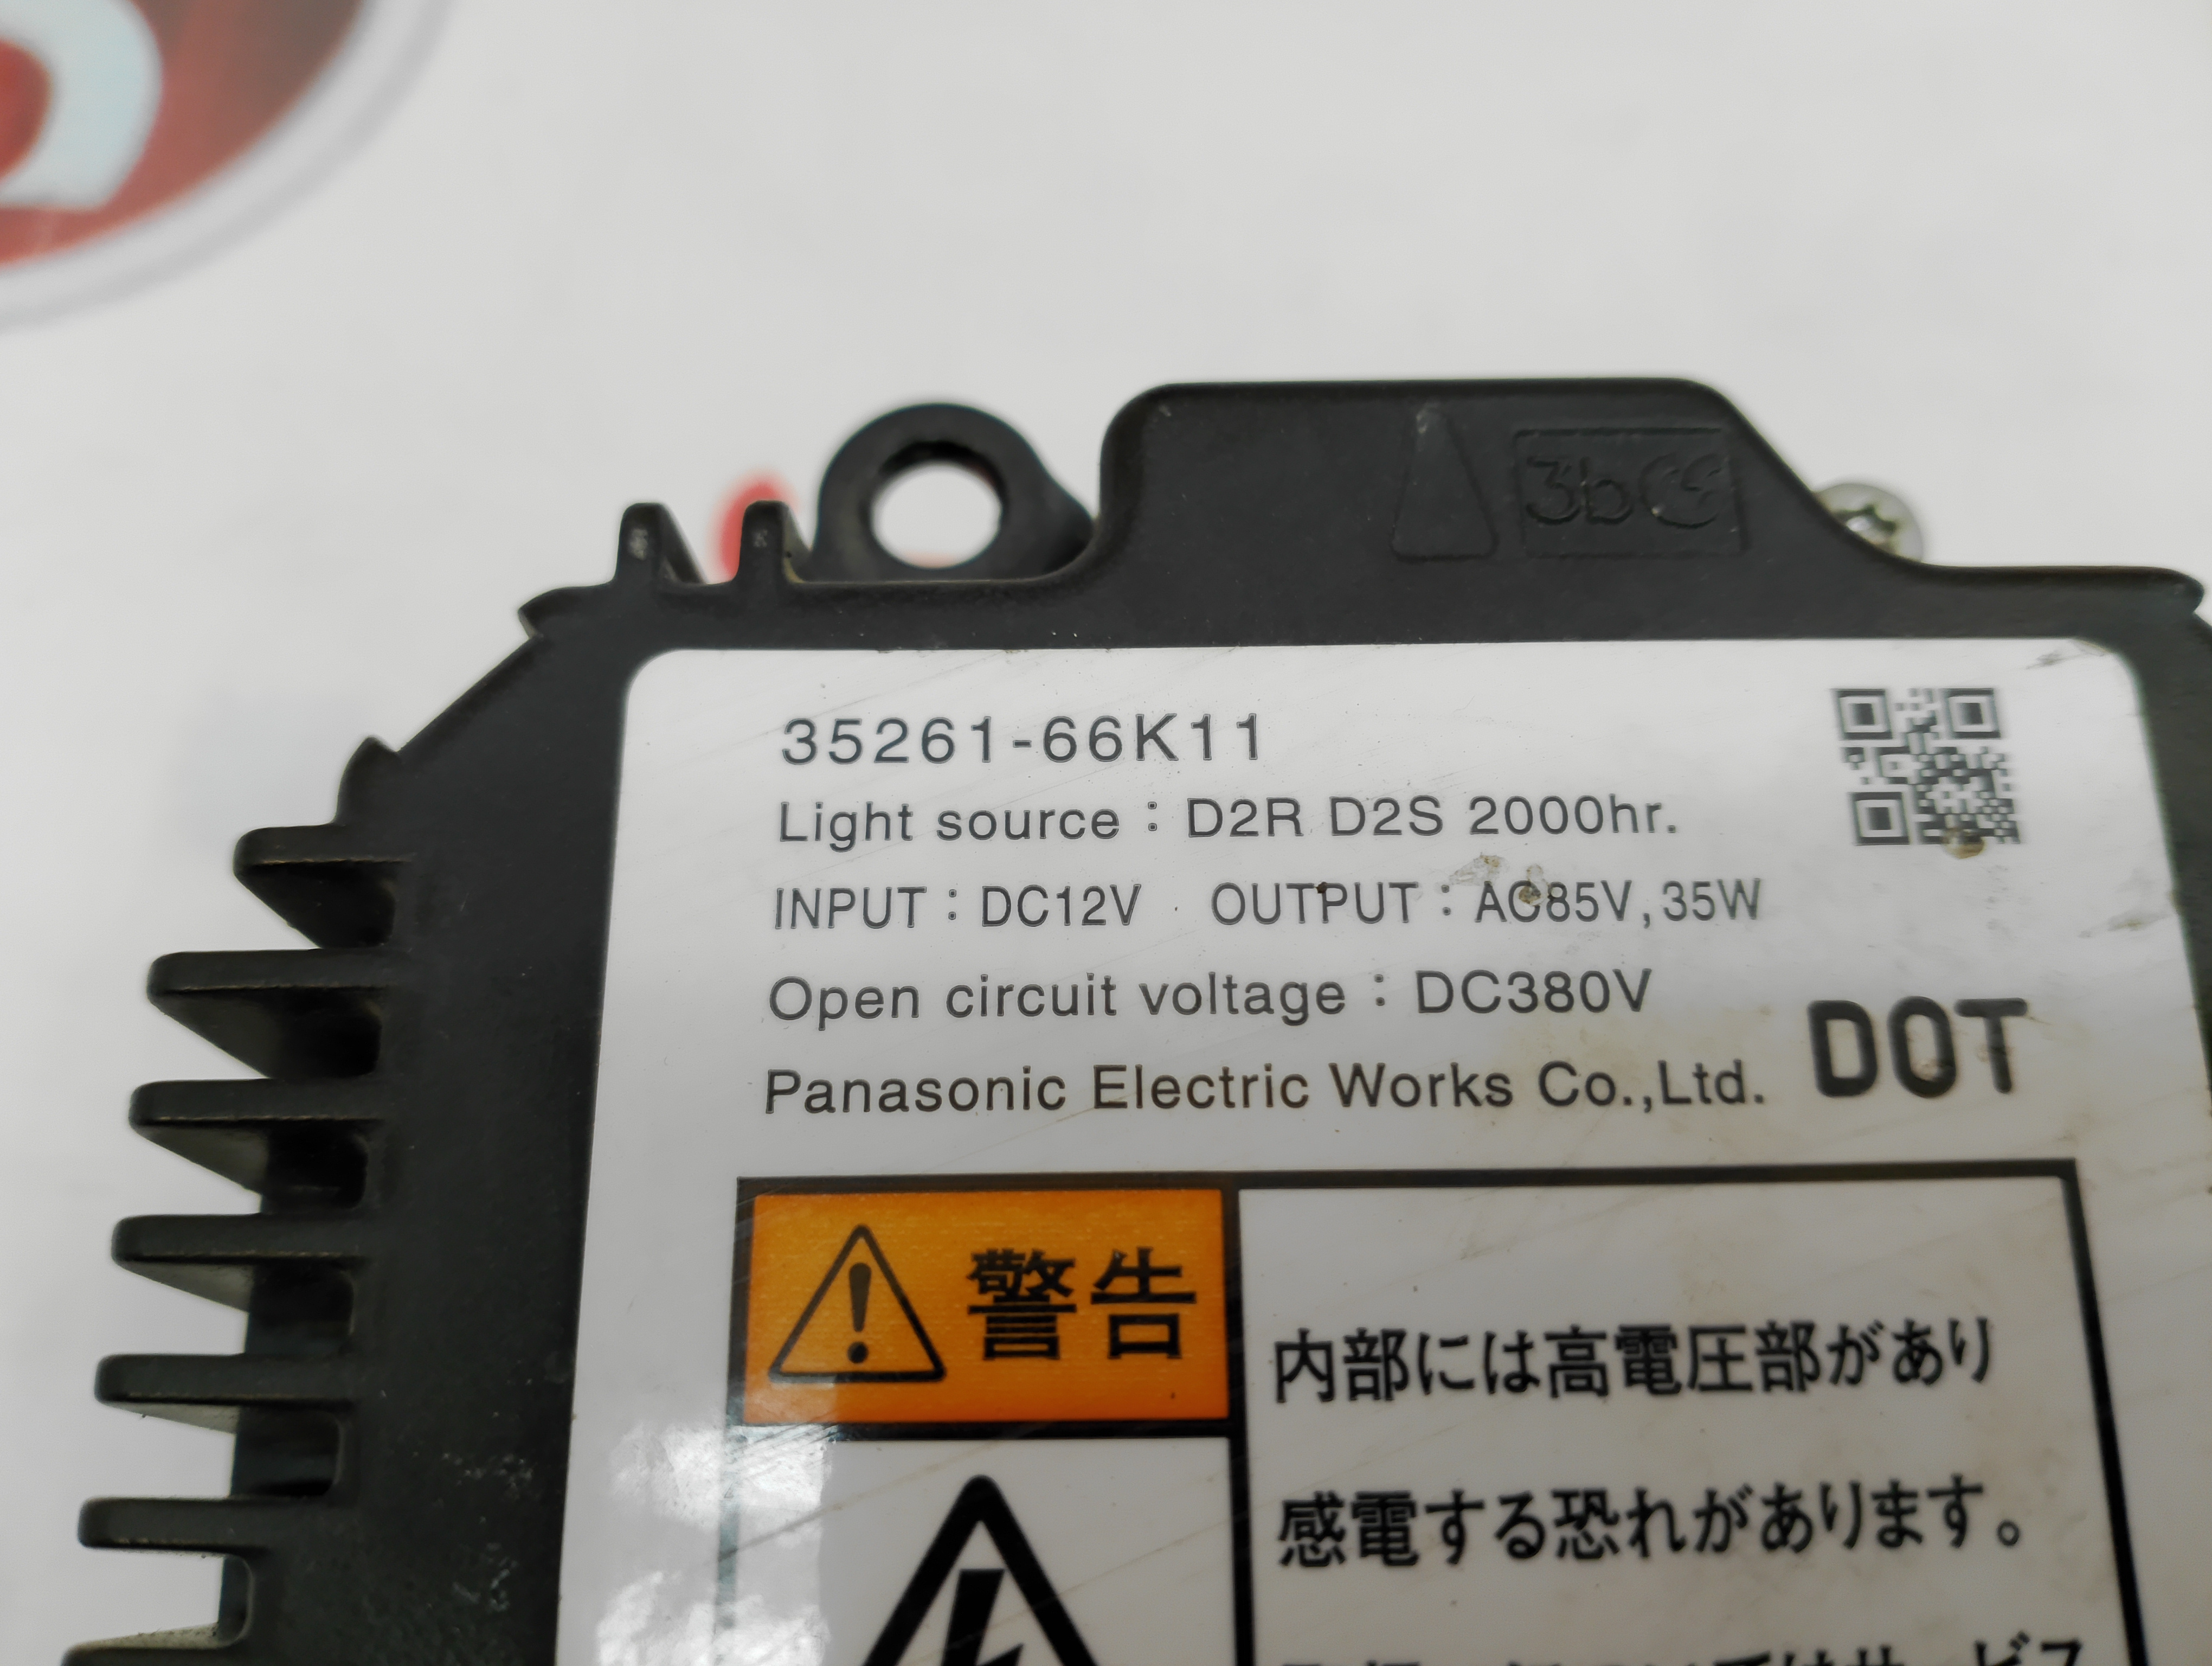 3b
35261-66K11
Light source : D2R D2S 2000hr.
INPUT : DC12V OUTPUT : AC85V,35W
Open circuit voltage : DC380V
Panasonic Electric Works Co.,Ltd. DOT
警告
内部には高電圧部があり
感電する恐れがあります。